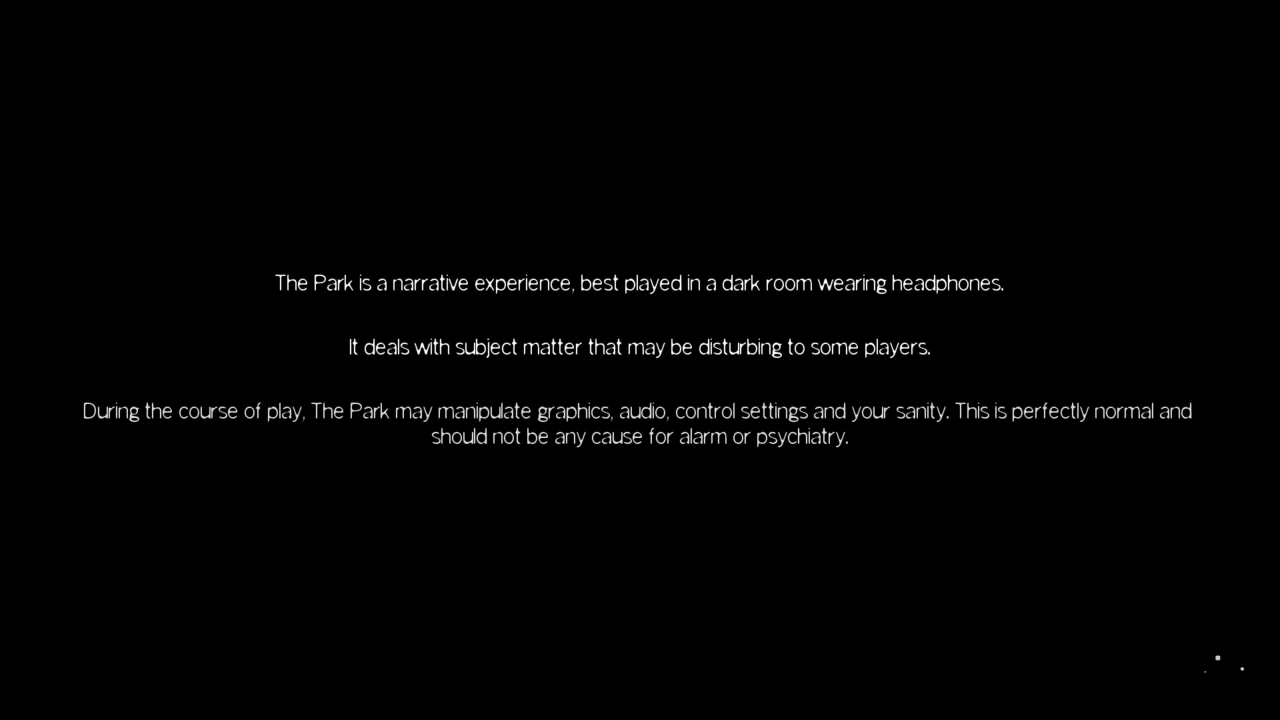 The Park is a narrative experience, best played in a dark room wearing headphones.
It deals with subject matter that may be disturbing to some players.
During the course of play, The Park may manipulate graphics, audio, control settings and your sanity. This is perfectly normal and
should not be any cause for alarm or psychiatry.